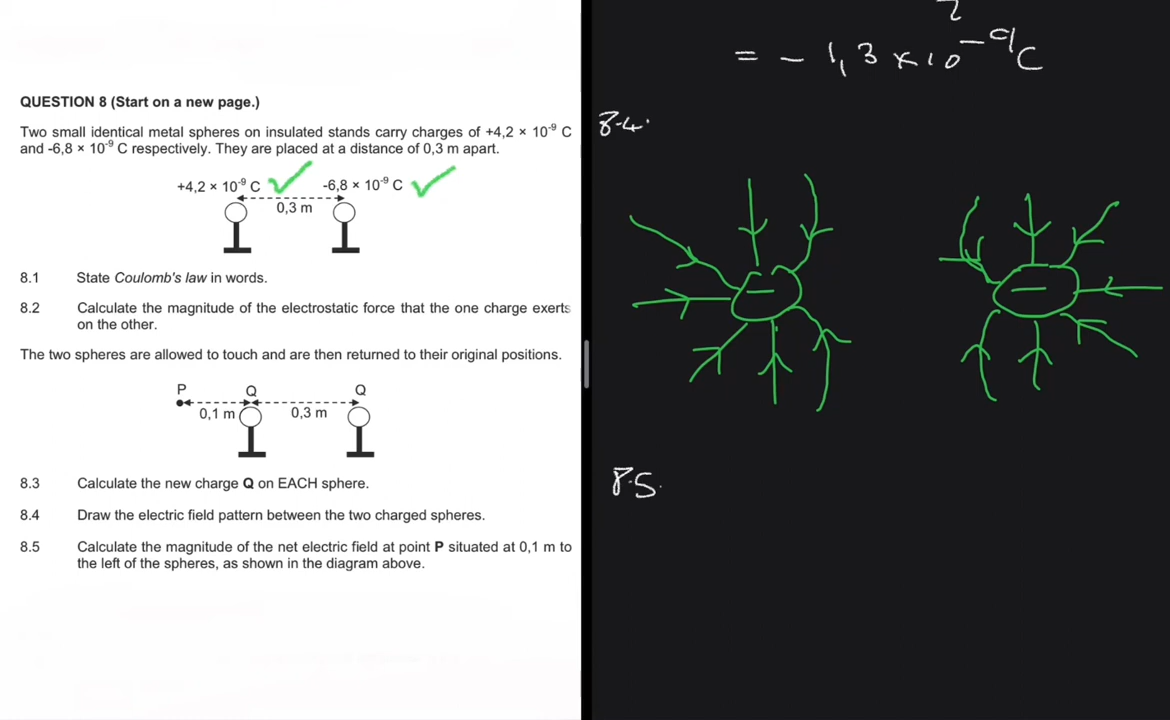 QUESTION 8 (Start on a new page.)
Two small identical metal spheres on insulated stands carry charges of +4,2 × 10⁻⁹ C
and -6,8 × 10⁻⁹ C respectively. They are placed at a distance of 0,3 m apart.
+4,2 × 10⁻⁹ C
-6,8 × 10⁻⁹ C
0,3 m
8.1 State Coulomb's law in words.
8.2 Calculate the magnitude of the electrostatic force that the one charge exerts
on the other.
The two spheres are allowed to touch and are then returned to their original positions.
P Q Q
0,1 m 0,3 m
8.3 Calculate the new charge Q on EACH sphere.
8.4 Draw the electric field pattern between the two charged spheres.
8.5 Calculate the magnitude of the net electric field at point P situated at 0,1 m to
the left of the spheres, as shown in the diagram above.
2
= - 1,3 × 10⁻⁹ C
8.4.
− −
8.5.